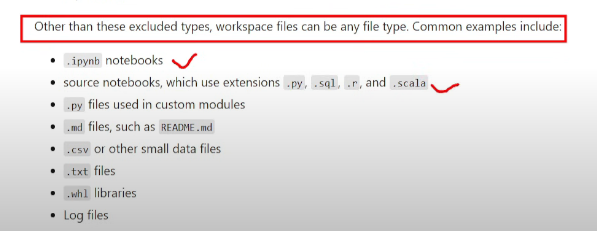 Other than these excluded types, workspace files can be any file type. Common examples include:
.ipynb notebooks
source notebooks, which use extensions .py, .sql, .r, and .scala
.py files used in custom modules
.md files, such as README.md
.csv or other small data files
.txt files
.whl libraries
Log files